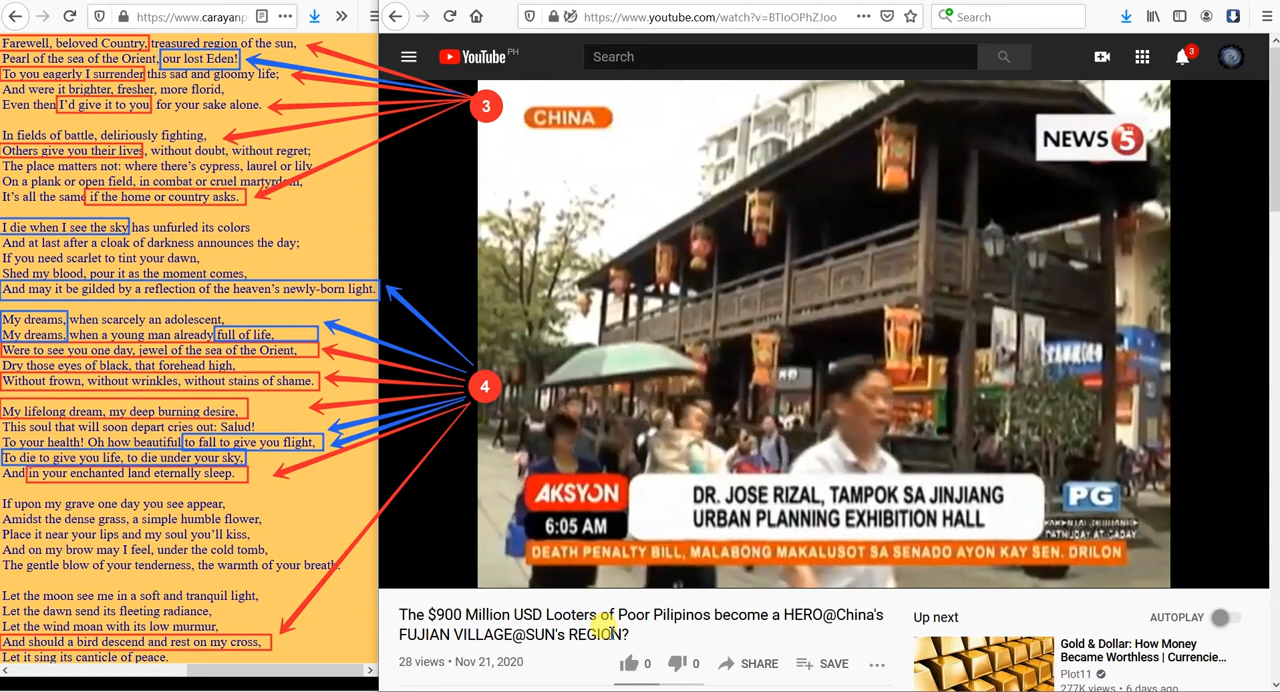 https://www.carayanp
https://www.youtube.com/watch?v=BTIoOPhZJoo
Search
Farewell, beloved Country, treasured region of the sun,
Pearl of the sea of the Orient, our lost Eden!
To you eagerly I surrender this sad and gloomy life;
And were it brighter, fresher, more florid,
Even then I'd give it to you for your sake alone.
In fields of battle, deliriously fighting,
Others give you their lives, without doubt, without regret;
The place matters not: where there's cypress, laurel or lily,
On a plank or open field, in combat or cruel martyrdom,
It's all the same if the home or country asks.
I die when I see the sky has unfurled its colors
And at last after a cloak of darkness announces the day;
If you need scarlet to tint your dawn,
Shed my blood, pour it as the moment comes,
And may it be gilded by a reflection of the heaven's newly-born light.
My dreams, when scarcely an adolescent,
My dreams, when a young man already full of life,
Were to see you one day, jewel of the sea of the Orient,
Dry those eyes of black, that forehead high,
Without frown, without wrinkles, without stains of shame.
My lifelong dream, my deep burning desire,
This soul that will soon depart cries out: Salud!
To your health! Oh how beautiful to fall to give you flight,
To die to give you life, to die under your sky,
And in your enchanted land eternally sleep.
If upon my grave one day you see appear,
Amidst the dense grass, a simple humble flower,
Place it near your lips and my soul you'll kiss,
And on my brow may I feel, under the cold tomb,
The gentle blow of your tenderness, the warmth of your breath.
Let the moon see me in a soft and tranquil light,
Let the dawn send its fleeting radiance,
Let the wind moan with its low murmur,
And should a bird descend and rest on my cross,
Let it sing its canticle of peace.
3
4
YouTube PH
Search
3
CHINA
NEWS 5
AKSYON
6:05 AM
DR. JOSE RIZAL, TAMPOK SA JINJIANG
URBAN PLANNING EXHIBITION HALL
PG
PATNUBAY AT GABAY
DEATH PENALTY BILL, MALABONG MAKALUSOT SA SENADO AYON KAY SEN. DRILON
The $900 Million USD Looters of Poor Pilipinos become a HERO@China's
FUJIAN VILLAGE@SUN's REGION?
28 views • Nov 21, 2020
0
0
SHARE
SAVE
Up next
AUTOPLAY
Gold & Dollar: How Money
Became Worthless | Currencie...
Plot11
277K views • 6 days ago